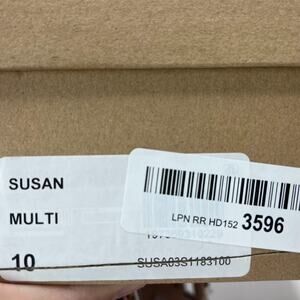 SUSAN
MULTI
10
LPN RR HD152 3596
SUSA03S1183100